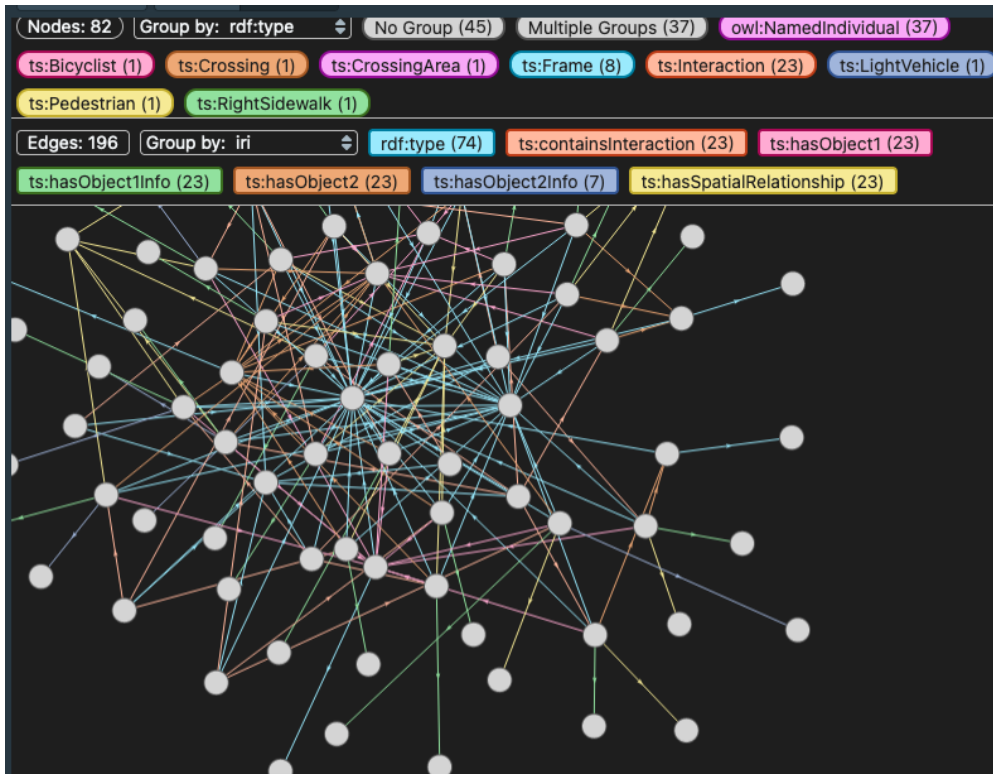 Nodes: 82 Group by: rdf:type No Group (45) Multiple Groups (37) owl:NamedIndividual (37)
ts:Bicyclist (1) ts:Crossing (1) ts:CrossingArea (1) ts:Frame (8) ts:Interaction (23) ts:LightVehicle (1)
ts:Pedestrian (1) ts:RightSidewalk (1)
Edges: 196 Group by: iri rdf:type (74) ts:containsInteraction (23) ts:hasObject1 (23)
ts:hasObject1Info (23) ts:hasObject2 (23) ts:hasObject2Info (7) ts:hasSpatialRelationship (23)